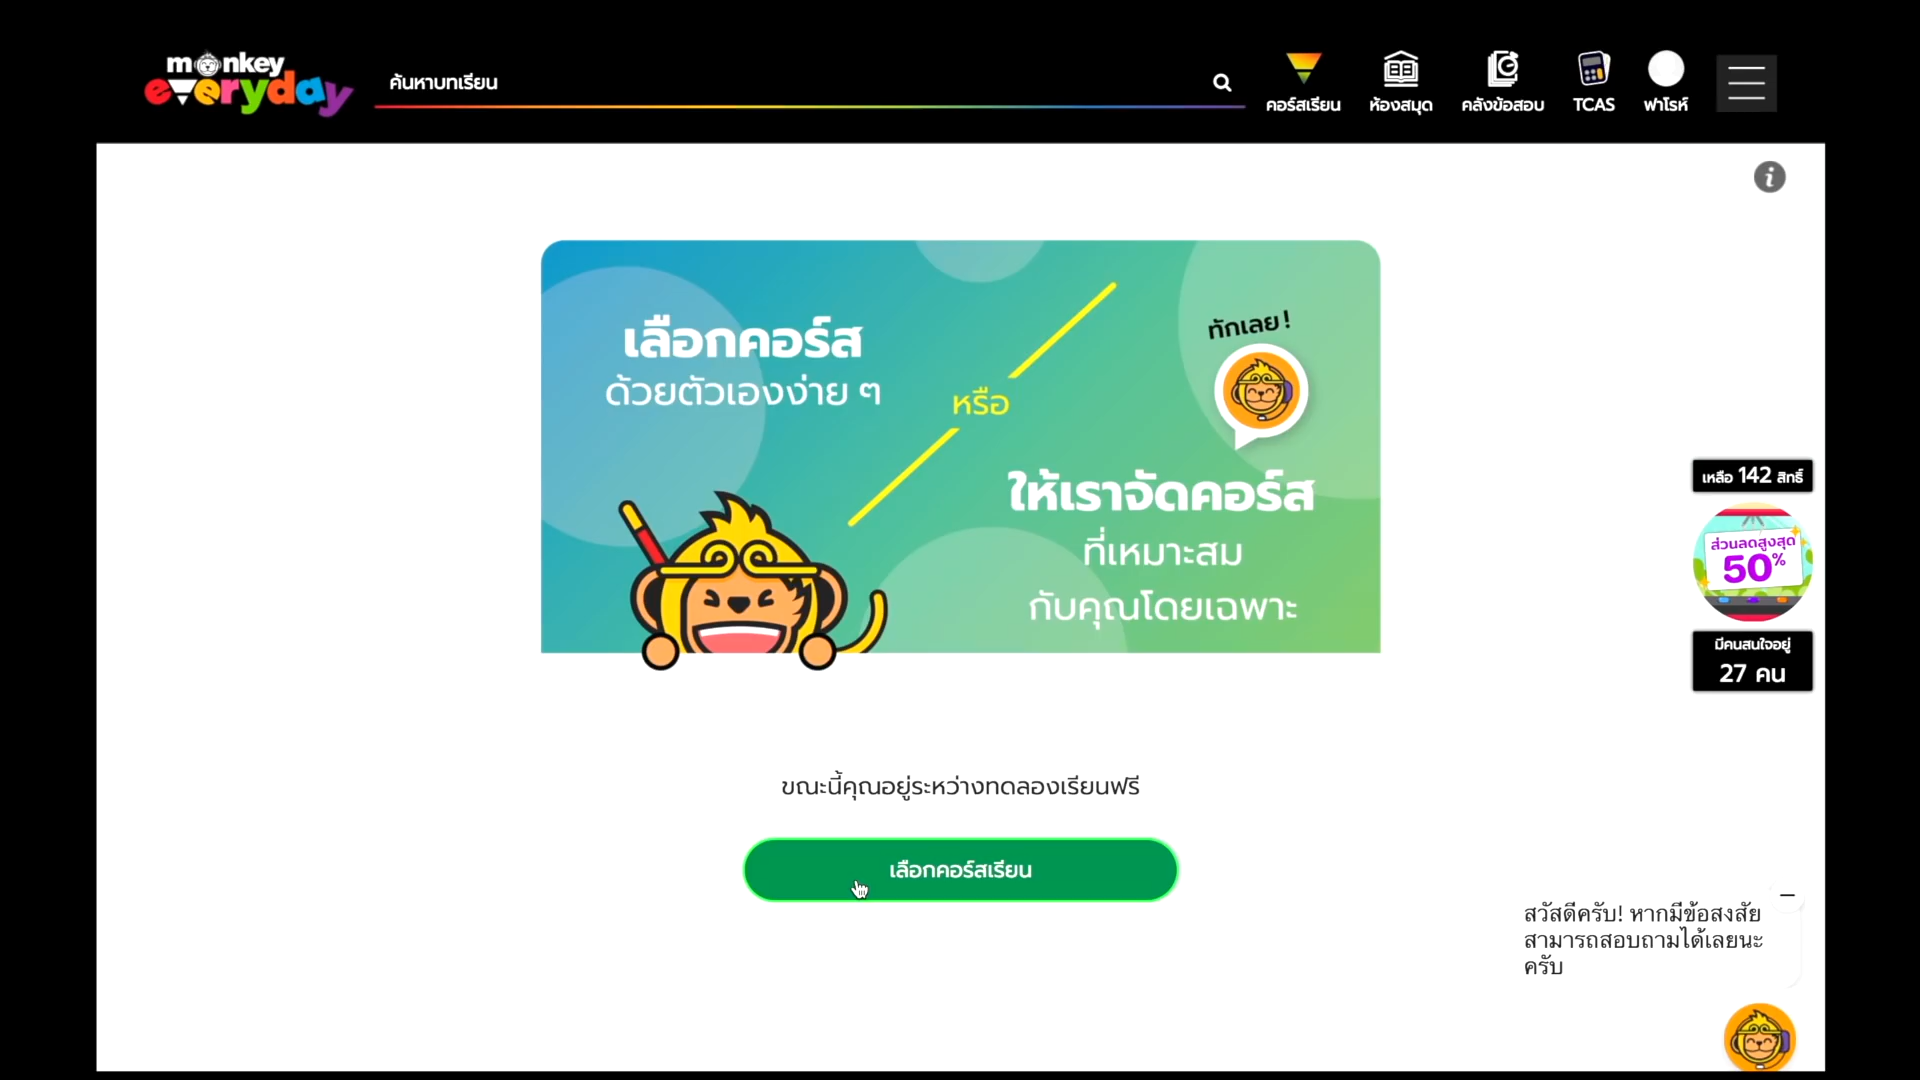 monkey
everyday
ค้นหาบทเรียน
คอร์สเรียน
ห้องสมุด
คลังข้อสอบ
TCAS
ฟาโรห์
เลือกคอร์ส
ด้วยตัวเองง่าย ๆ
หรือ
ทักเลย!
ให้เราจัดคอร์ส
ที่เหมาะสม
กับคุณโดยเฉพาะ
เหลือ 142 สิทธิ์
ส่วนลดสูงสุด
50%
มีคนสนใจอยู่
27 คน
ขณะนี้คุณอยู่ระหว่างทดลองเรียนฟรี
เลือกคอร์สเรียน
สวัสดีครับ! หากมีข้อสงสัย
สามารถสอบถามได้เลยนะ
ครับ